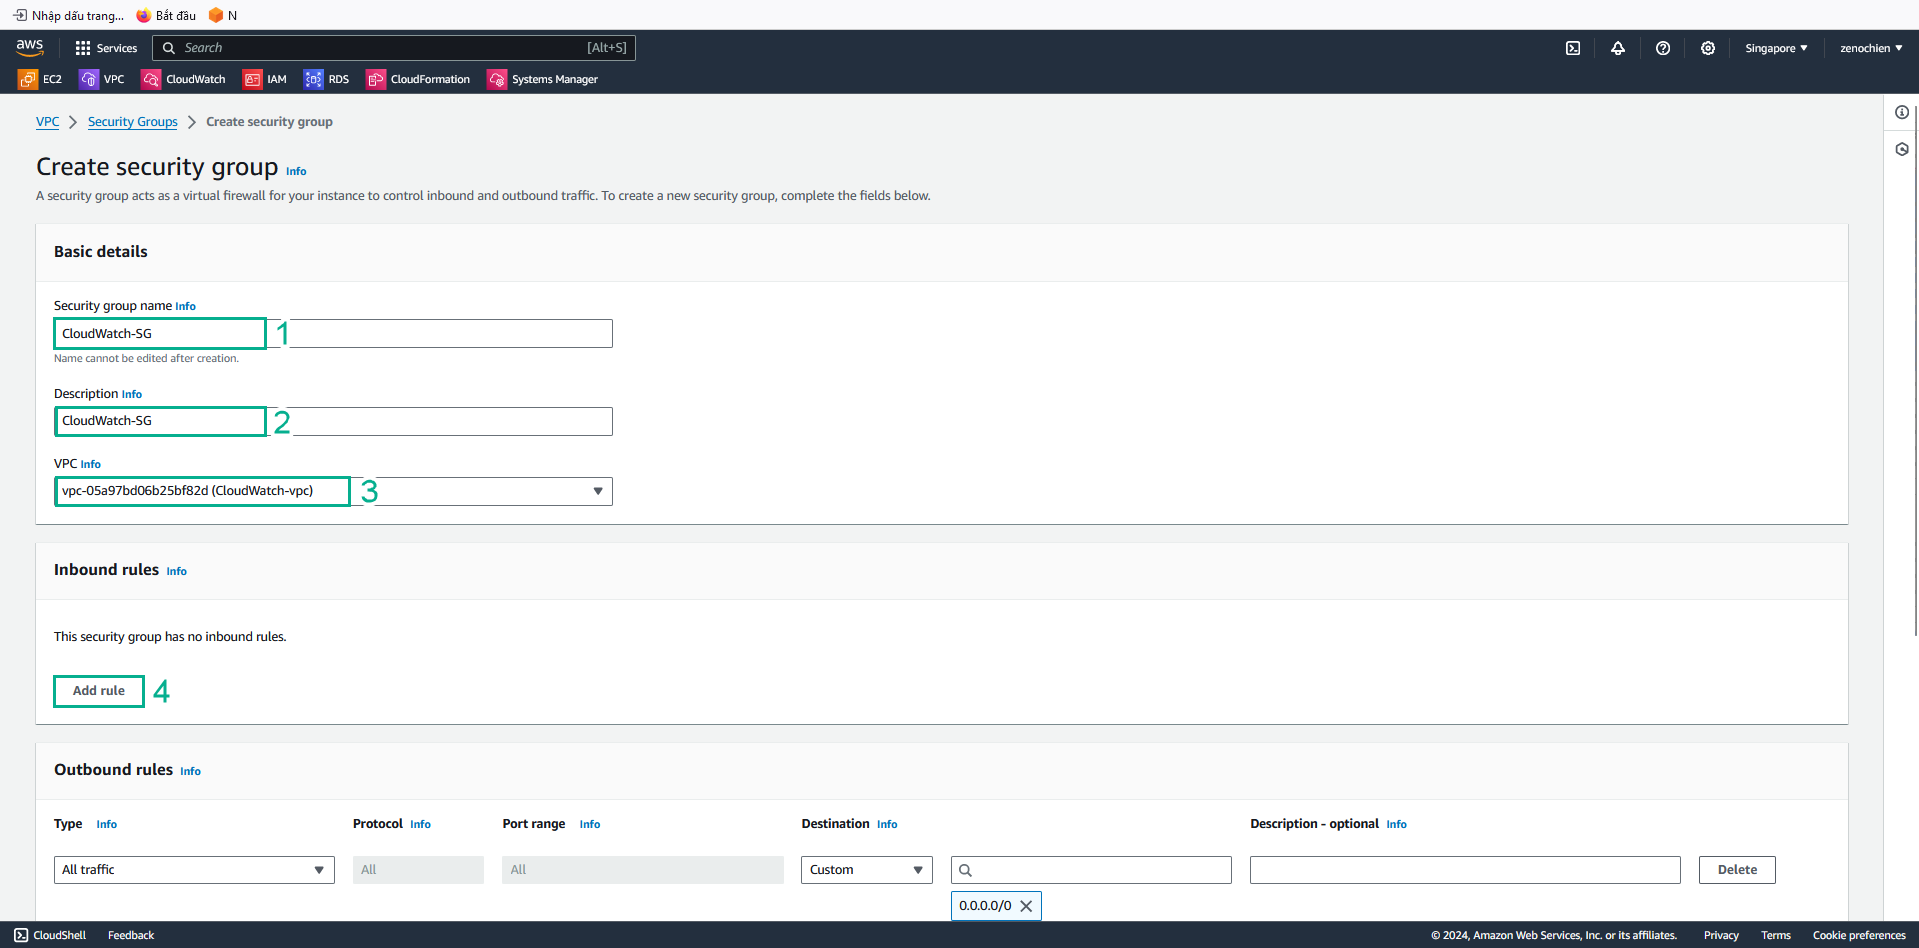 Nhập dấu trang... Bắt đầu N
aws Services Search [Alt+S] Singapore zenochien
EC2 VPC CloudWatch IAM RDS CloudFormation Systems Manager
VPC Security Groups Create security group
Create security group Info
A security group acts as a virtual firewall for your instance to control inbound and outbound traffic. To create a new security group, complete the fields below.
Basic details
Security group name Info
CloudWatch-SG 1
Name cannot be edited after creation.
Description Info
CloudWatch-SG 2
VPC Info
vpc-05a97bd06b25bf82d (CloudWatch-vpc) 3
Inbound rules Info
This security group has no inbound rules.
Add rule 4
Outbound rules Info
Type Info Protocol Info Port range Info Destination Info Description - optional Info
All traffic All All Custom Delete
0.0.0.0/0
CloudShell Feedback © 2024, Amazon Web Services, Inc. or its affiliates. Privacy Terms Cookie preferences